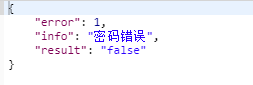 {
"error": 1,
"info": "密码错误",
"result": "false"
}